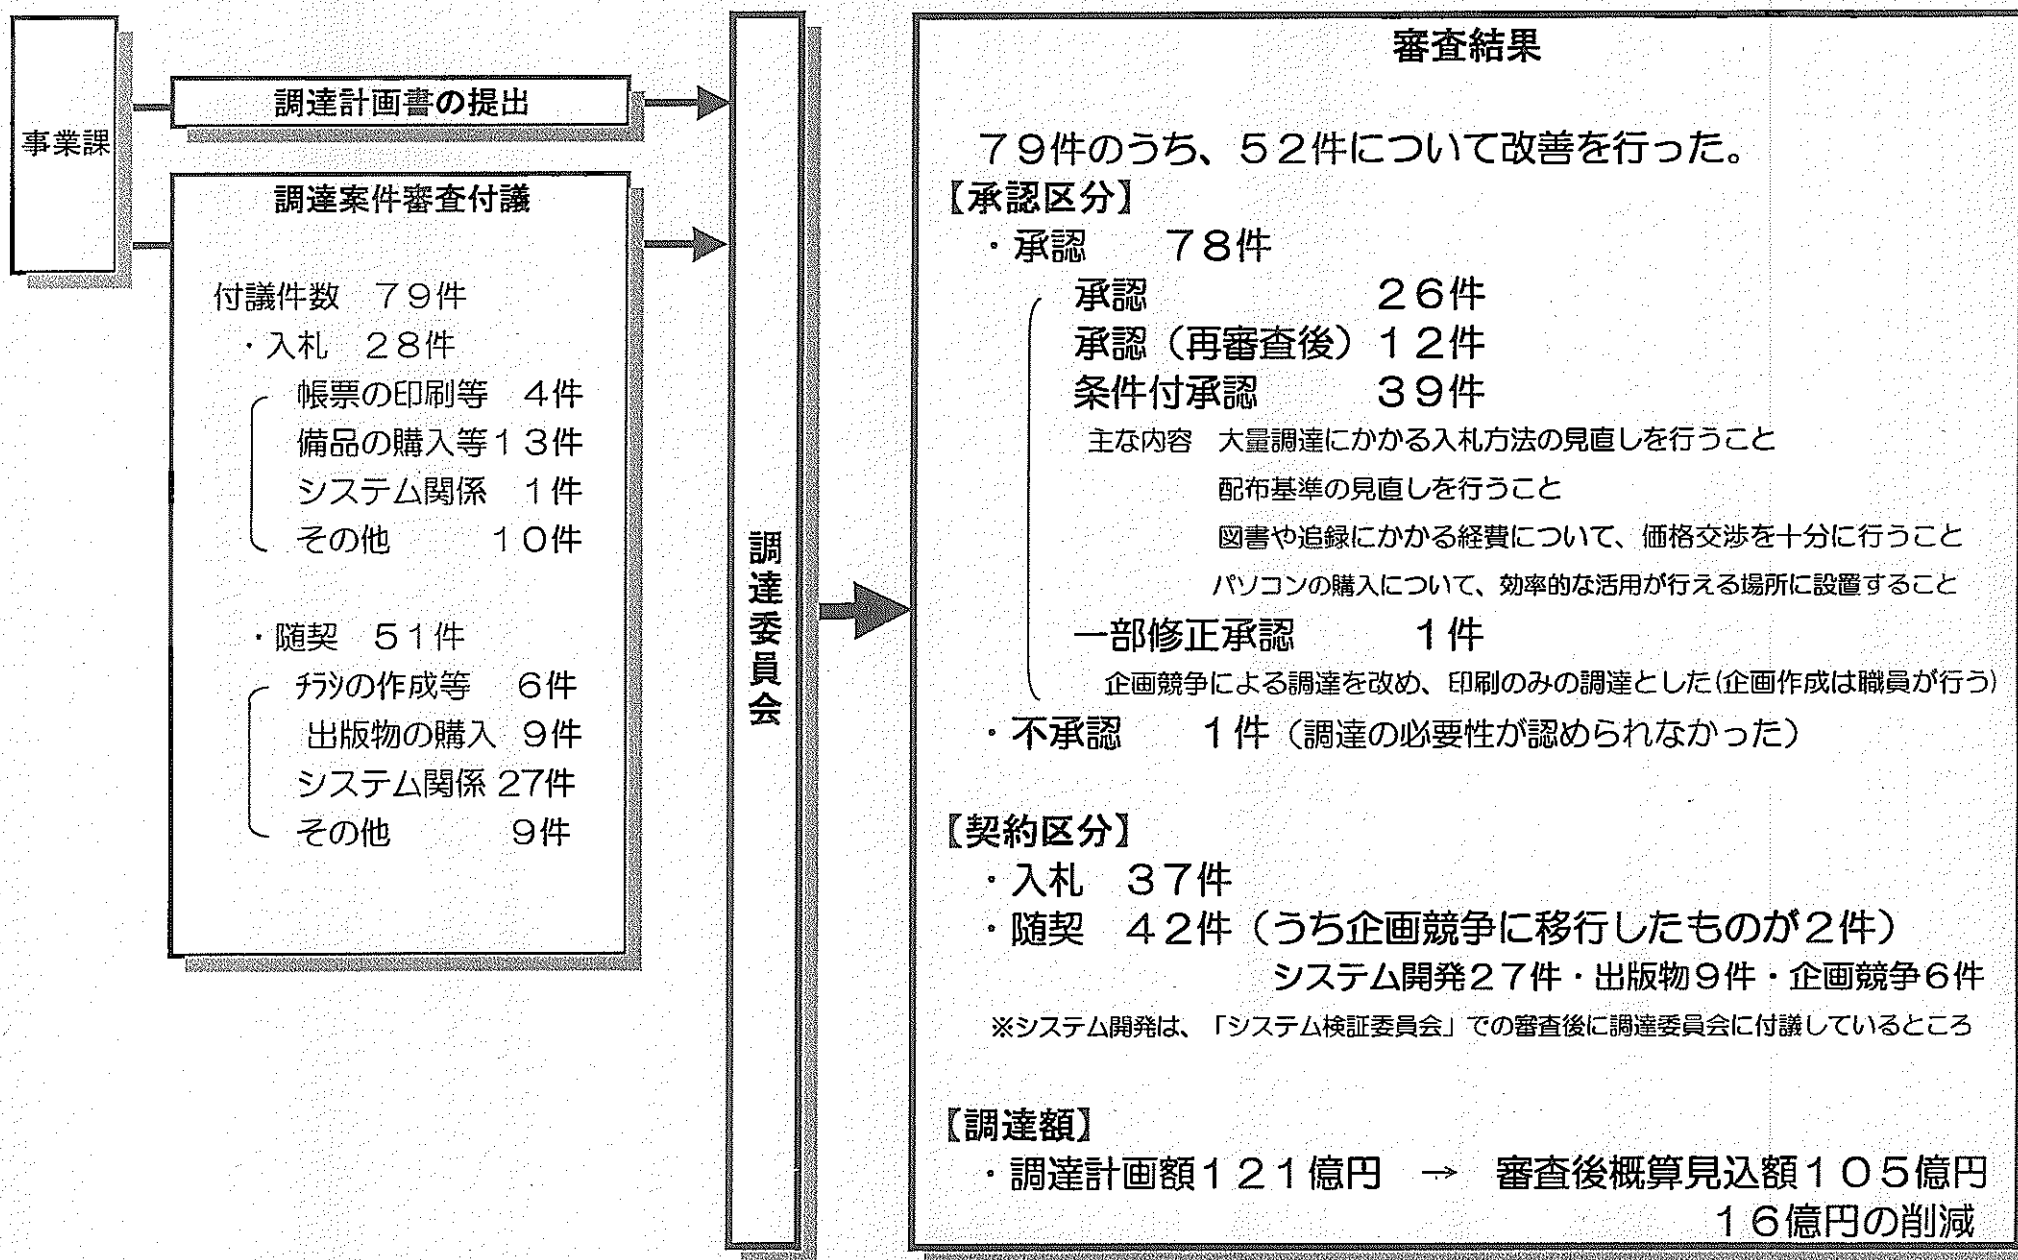 事業課
調達計画書の提出
調達案件審査付議
付議件数 79件
・入札 28件
帳票の印刷等 4件
備品の購入等13件
システム関係 1件
その他 10件
・随契 51件
チラシの作成等 6件
出版物の購入 9件
システム関係 27件
その他 9件
調達委員会
審査結果
79件のうち、52件について改善を行った。
【承認区分】
・承認 78件
承認 26件
承認（再審査後）12件
条件付承認 39件
主な内容 大量調達にかかる入札方法の見直しを行うこと
配布基準の見直しを行うこと
図書や追録にかかる経費について、価格交渉を十分に行うこと
パソコンの購入について、効率的な活用が行える場所に設置すること
一部修正承認 1件
企画競争による調達を改め、印刷のみの調達とした(企画作成は職員が行う)
・不承認 1件（調達の必要性が認められなかった）
【契約区分】
・入札 37件
・随契 42件（うち企画競争に移行したものが2件）
システム開発27件・出版物9件・企画競争6件
※システム開発は、「システム検証委員会」での審査後に調達委員会に付議しているところ
【調達額】
・調達計画額121億円 → 審査後概算見込額105億円
16億円の削減